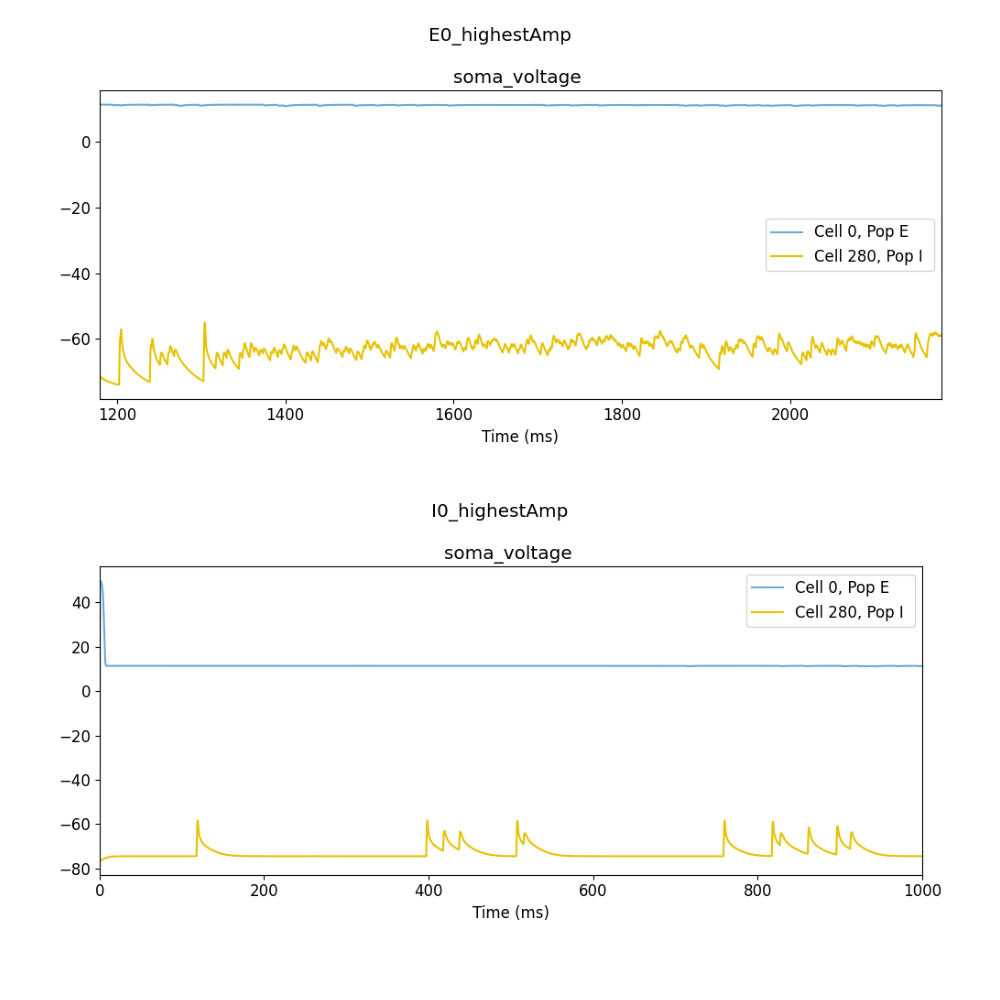 E0_highestAmp
soma_voltage
0
−20
−40
−60
Cell 0, Pop E
Cell 280, Pop I
1200 1400 1600 1800 2000
Time (ms)
I0_highestAmp
soma_voltage
40
20
0
−20
−40
−60
−80
Cell 0, Pop E
Cell 280, Pop I
0 200 400 600 800 1000
Time (ms)